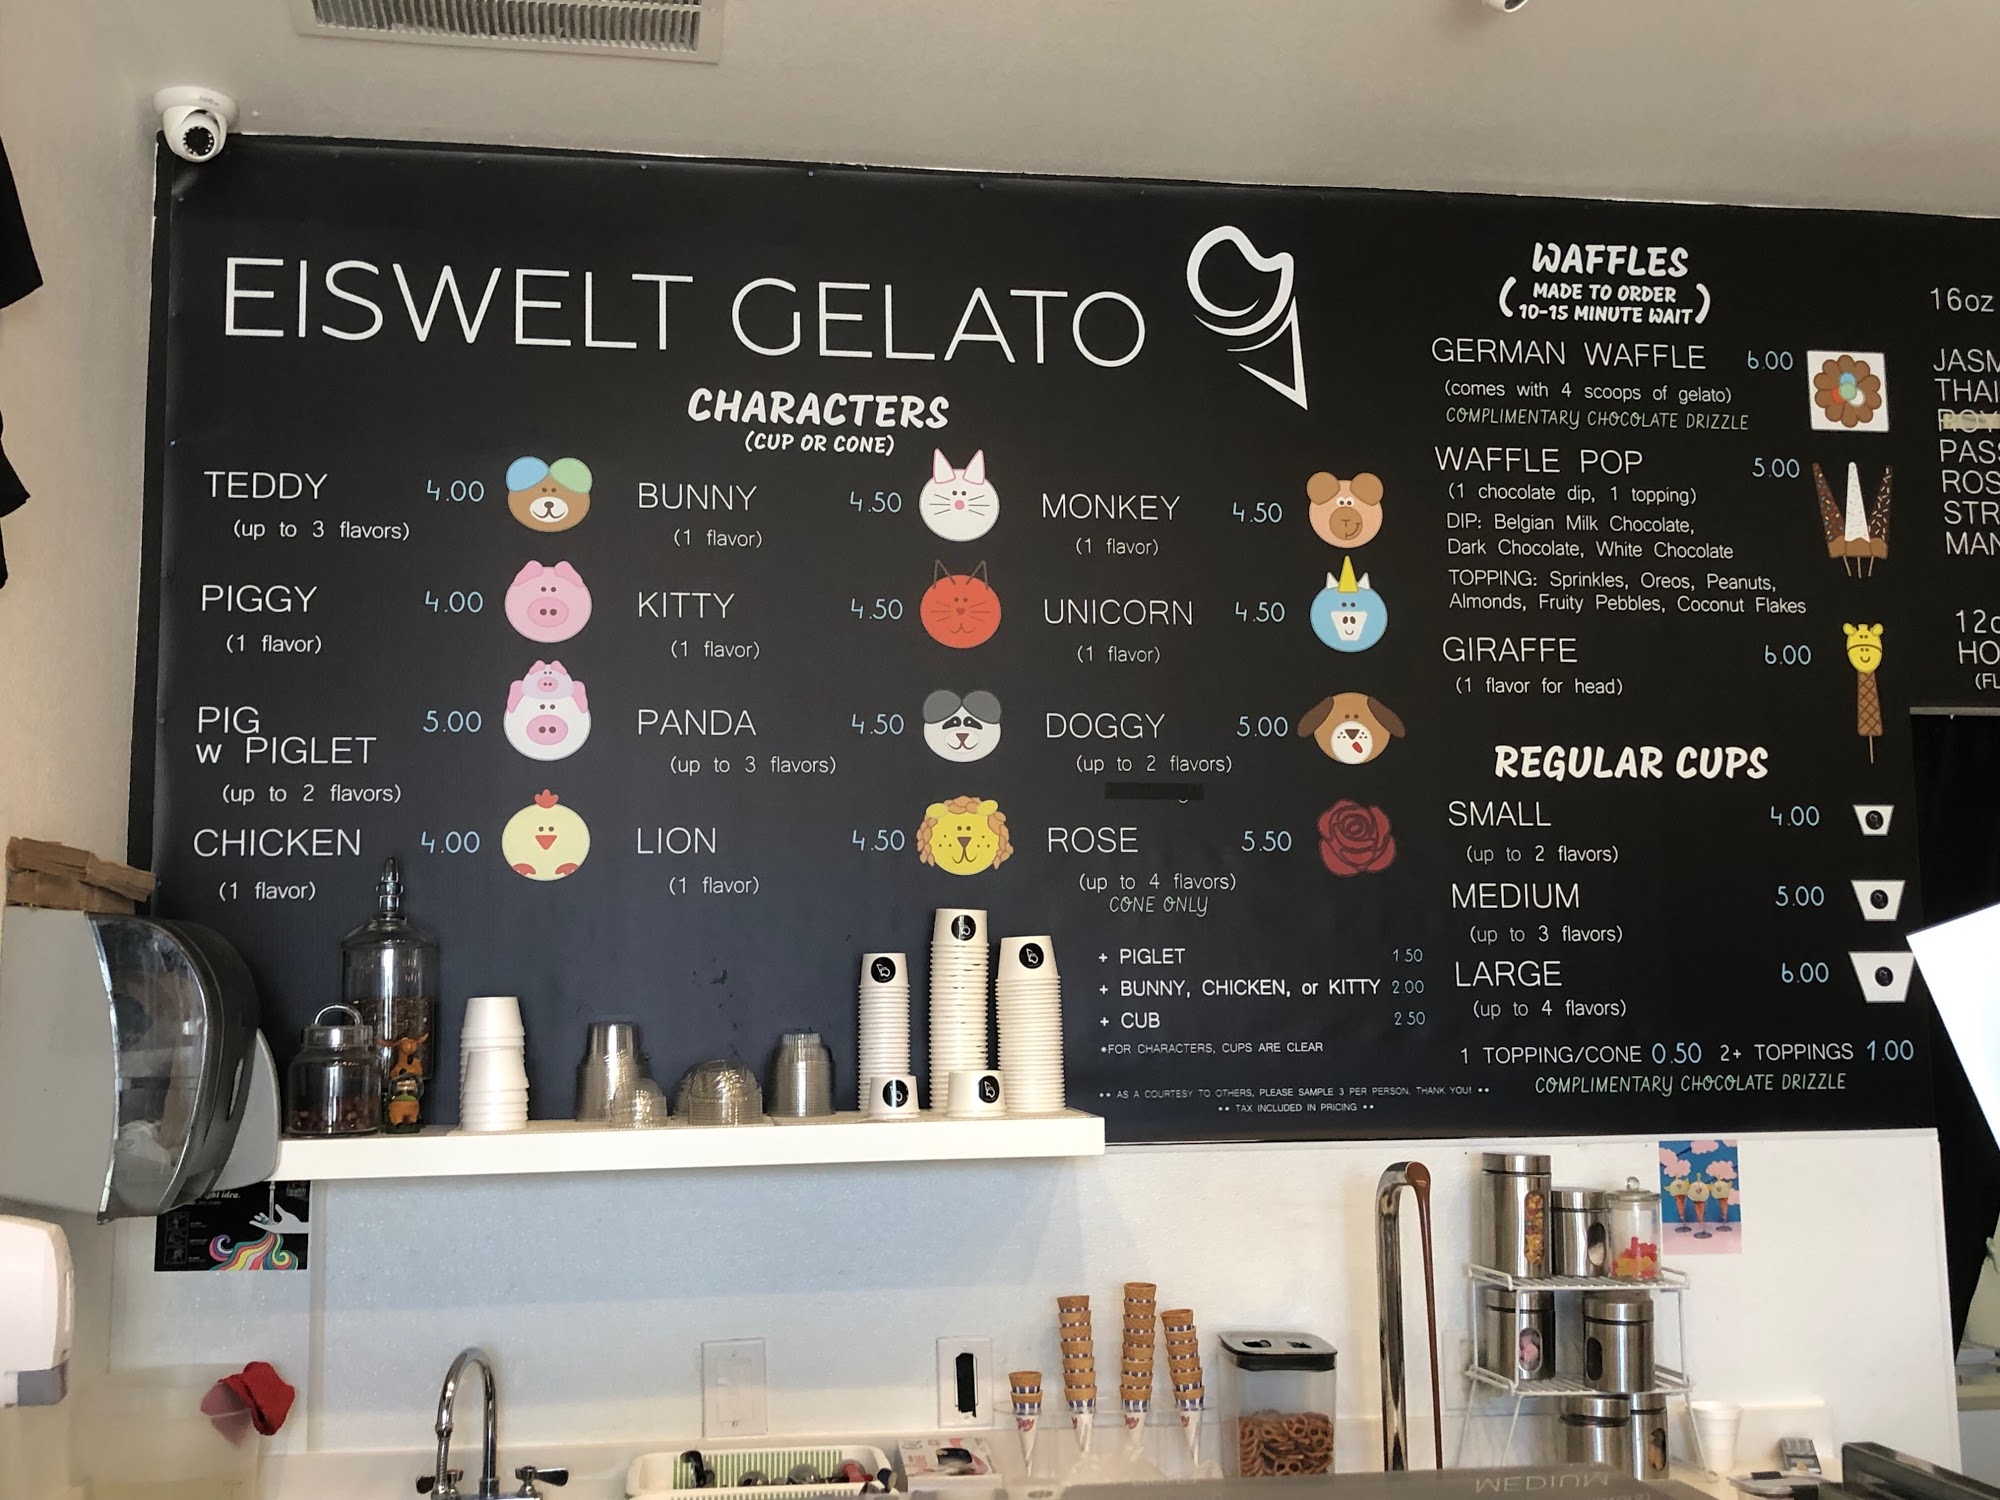 EISWELT GELATO
CHARACTERS
(CUP OR CONE)
TEDDY 4.00
(up to 3 flavors)
PIGGY 4.00
(1 flavor)
PIG 5.00
w PIGLET
(up to 2 flavors)
CHICKEN 4.00
(1 flavor)
BUNNY 4.50
(1 flavor)
KITTY 4.50
(1 flavor)
PANDA 4.50
(up to 3 flavors)
LION 4.50
(1 flavor)
MONKEY 4.50
(1 flavor)
UNICORN 4.50
(1 flavor)
DOGGY 5.00
(up to 2 flavors)
ROSE 5.50
(up to 4 flavors)
CONE ONLY
+ PIGLET 1.50
+ BUNNY, CHICKEN, or KITTY 2.00
+ CUB 2.50
*FOR CHARACTERS, CUPS ARE CLEAR
** AS A COURTESY TO OTHERS, PLEASE SAMPLE 3 PER PERSON. THANK YOU! **
** TAX INCLUDED IN PRICING **
WAFFLES
(MADE TO ORDER
10-15 MINUTE WAIT)
GERMAN WAFFLE 6.00
(comes with 4 scoops of gelato)
COMPLIMENTARY CHOCOLATE DRIZZLE
WAFFLE POP 5.00
(1 chocolate dip, 1 topping)
DIP: Belgian Milk Chocolate,
Dark Chocolate, White Chocolate
TOPPING: Sprinkles, Oreos, Peanuts,
Almonds, Fruity Pebbles, Coconut Flakes
GIRAFFE 6.00
(1 flavor for head)
REGULAR CUPS
SMALL 4.00
(up to 2 flavors)
MEDIUM 5.00
(up to 3 flavors)
LARGE 6.00
(up to 4 flavors)
1 TOPPING/CONE 0.50 2+ TOPPINGS 1.00
COMPLIMENTARY CHOCOLATE DRIZZLE
16oz
JASM
THAI
PASS
ROS
STR
MAN
HO
(FL
idea.
MEDIUM